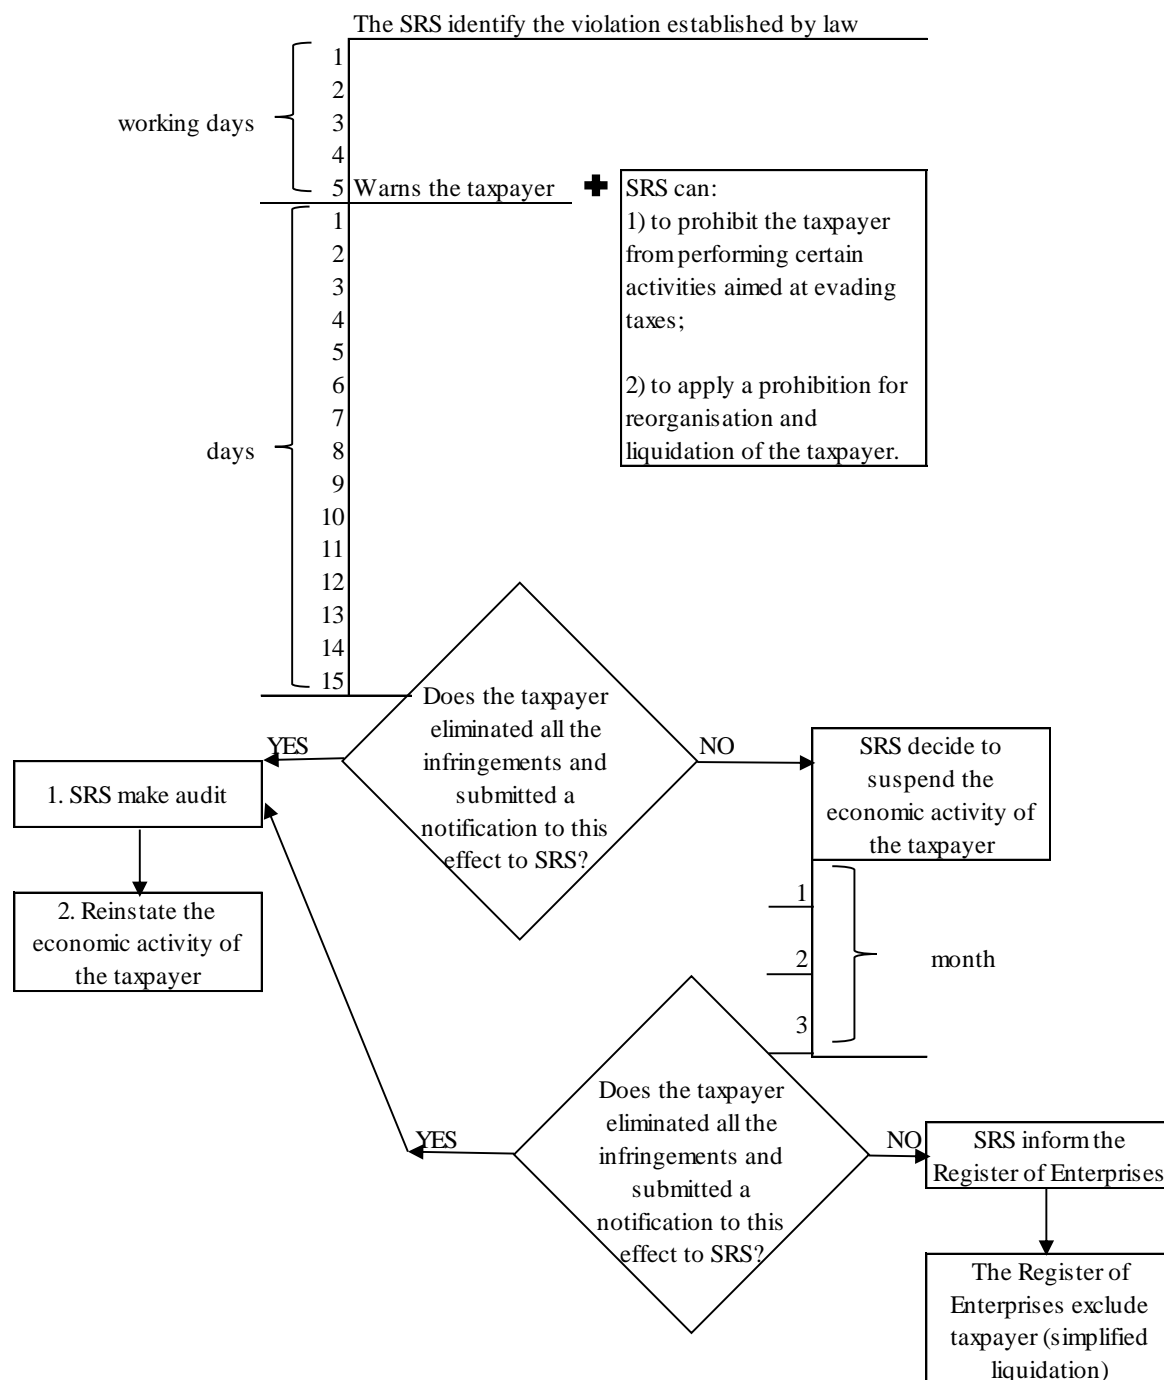 The SRS identify the violation established by law
1
2
working days
3
4
5 Warns the taxpayer
SRS can:
1) to prohibit the taxpayer
from performing certain
activities aimed at evading
taxes;
2) to apply a prohibition for
reorganisation and
liquidation of the taxpayer.
1
2
3
4
5
6
7
days
8
9
10
11
12
13
14
15
Does the taxpayer
eliminated all the
infringements and
submitted a
notification to this
effect to SRS?
YES
NO
1. SRS make audit
2. Reinstate the
economic activity of
the taxpayer
SRS decide to
suspend the
economic activity of
the taxpayer
1
2
month
3
Does the taxpayer
eliminated all the
infringements and
submitted a
notification to this
effect to SRS?
YES
NO
SRS inform the
Register of Enterprises
The Register of
Enterprises exclude
taxpayer (simplified
liquidation)